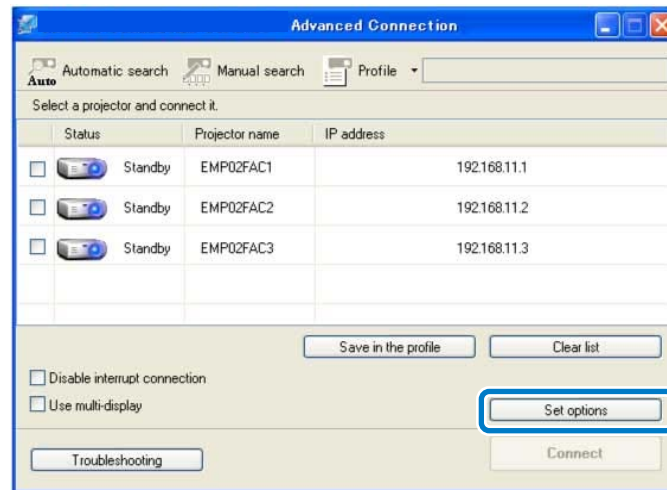 Advanced Connection
Auto Automatic search Manual search Profile
Select a projector and connect it.
Status Projector name IP address
Standby EMP02FAC1 192.168.11.1
Standby EMP02FAC2 192.168.11.2
Standby EMP02FAC3 192.168.11.3
Save in the profile Clear list
Disable interrupt connection
Use multi-display
Set options
Troubleshooting Connect